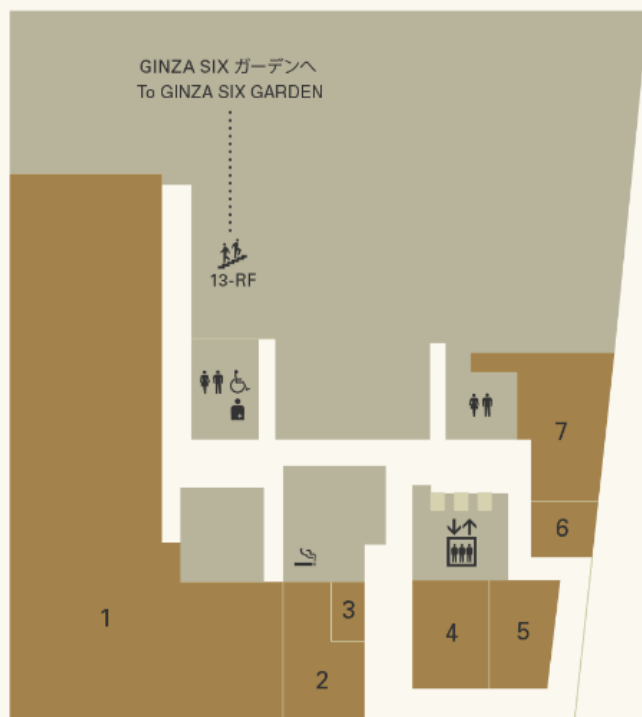 GINZA SIX ガーデンへ
To GINZA SIX GARDEN
13-RF
7
6
3
1
4
5
2